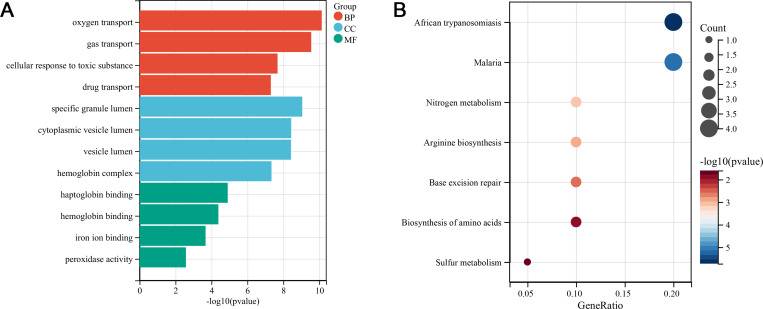 A
oxygen transport
gas transport
cellular response to toxic substance
drug transport
specific granule lumen
cytoplasmic vesicle lumen
vesicle lumen
hemoglobin complex
haptoglobin binding
hemoglobin binding
iron ion binding
peroxidase activity
0 2 4 6 8 10
-log10(pvalue)
Group
BP
CC
MF
B
African trypanosomiasis
Malaria
Nitrogen metabolism
Arginine biosynthesis
Base excision repair
Biosynthesis of amino acids
Sulfur metabolism
0.05 0.10 0.15 0.20
GeneRatio
Count
1.0
1.5
2.0
2.5
3.0
3.5
4.0
-log10(pvalue)
2
3
4
5